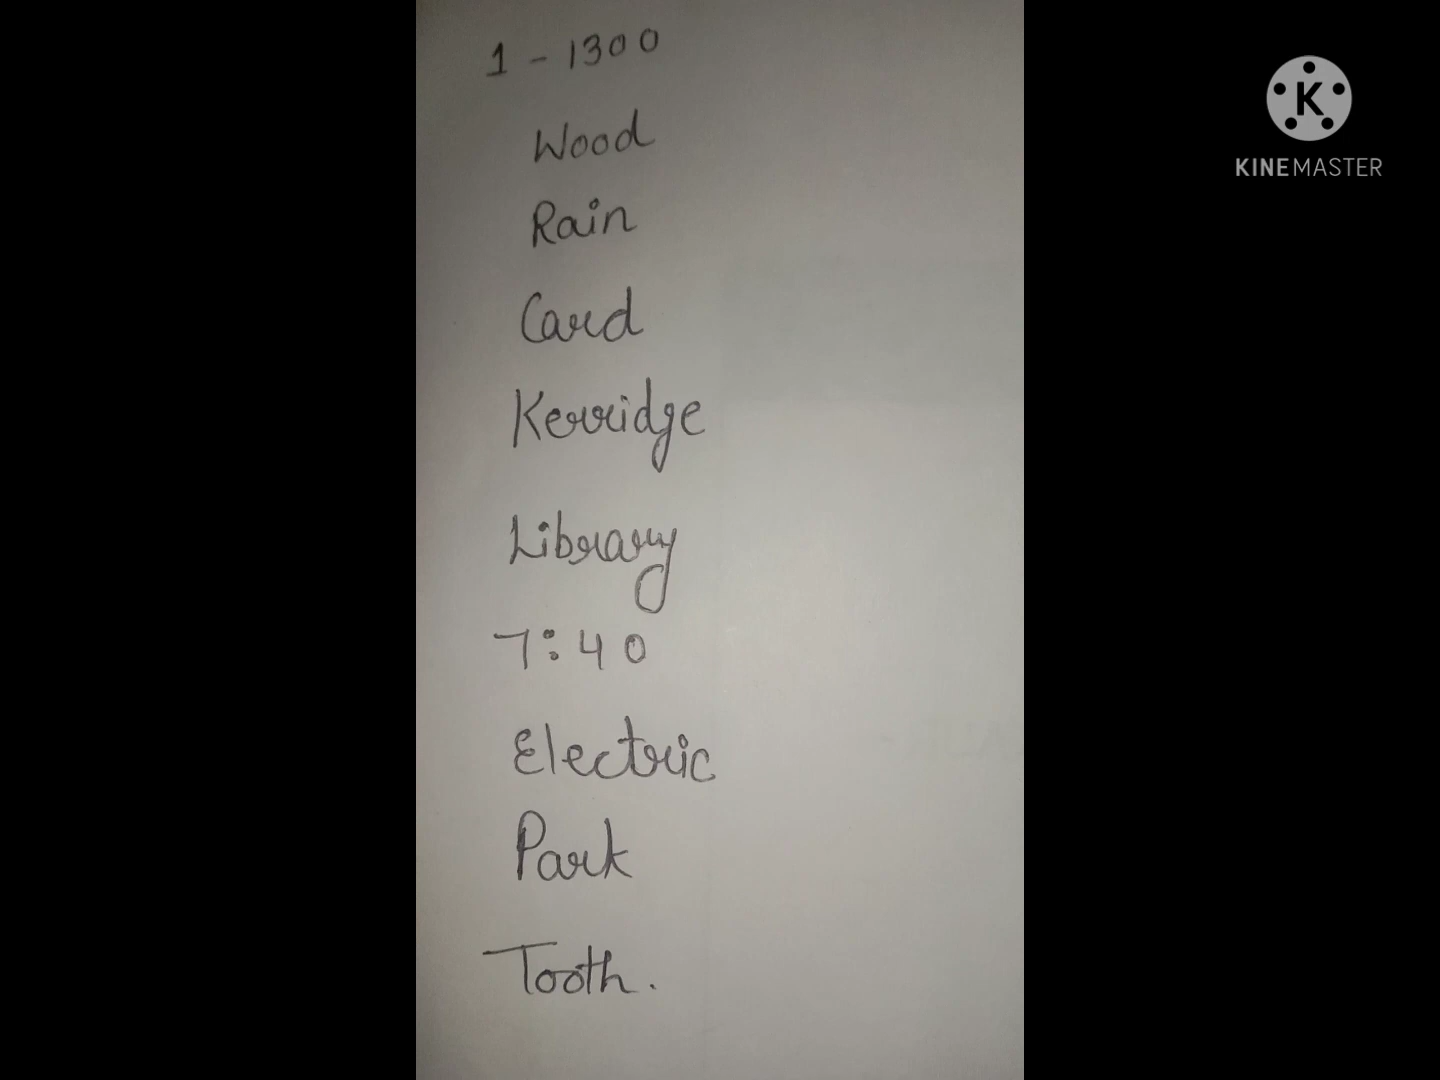 1 - 1300
Wood
Rain
Card
Kerridge
Library
7:40
Electric
Park
Tooth.
K
KINEMASTER